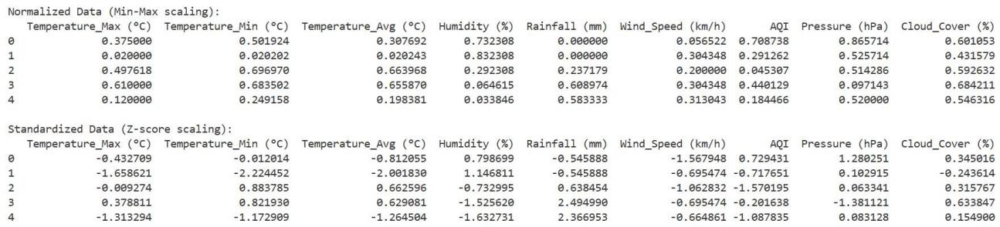 Normalized Data (Min-Max scaling):
Temperature_Max (°C) Temperature_Min (°C) Temperature_Avg (°C) Humidity (%) Rainfall (mm) Wind_Speed (km/h) AQI Pressure (hPa) Cloud_Cover (%)
0 0.375000 0.501924 0.307692 0.732308 0.000000 0.056522 0.708738 0.865714 0.601053
1 0.020000 0.020202 0.020243 0.832308 0.000000 0.304348 0.291262 0.525714 0.431579
2 0.497618 0.696970 0.663968 0.292308 0.237179 0.200000 0.045307 0.514286 0.592632
3 0.610000 0.683502 0.655870 0.064615 0.608974 0.304348 0.440129 0.097143 0.684211
4 0.120000 0.249158 0.198381 0.033846 0.583333 0.313043 0.184466 0.520000 0.546316
Standardized Data (Z-score scaling):
Temperature_Max (°C) Temperature_Min (°C) Temperature_Avg (°C) Humidity (%) Rainfall (mm) Wind_Speed (km/h) AQI Pressure (hPa) Cloud_Cover (%)
0 -0.432709 -0.012014 -0.812055 0.798699 -0.545888 -1.567948 0.729431 1.280251 0.345016
1 -1.658621 -2.224452 -2.001830 1.146811 -0.545888 -0.695474 -0.717651 0.102915 -0.243614
2 -0.009274 0.883785 0.662596 -0.732995 0.638454 -1.062832 -1.570195 0.063341 0.315767
3 0.378811 0.821930 0.629081 -1.525620 2.494990 -0.695474 -0.201638 -1.381121 0.633847
4 -1.313294 -1.172909 -1.264504 -1.632731 2.366953 -0.664861 -1.087835 0.083128 0.154900